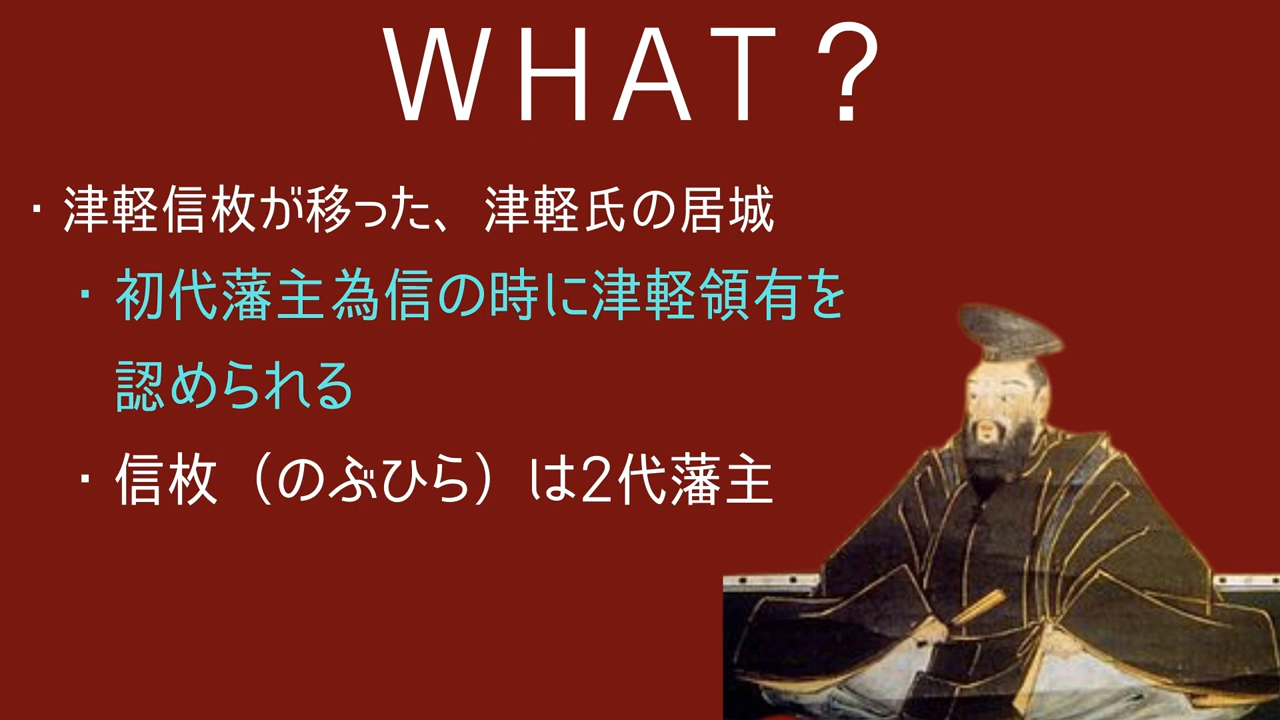 WHAT？
・津軽信枚が移った、津軽氏の居城
・初代藩主為信の時に津軽領有を
認められる
・信枚（のぶひら）は2代藩主